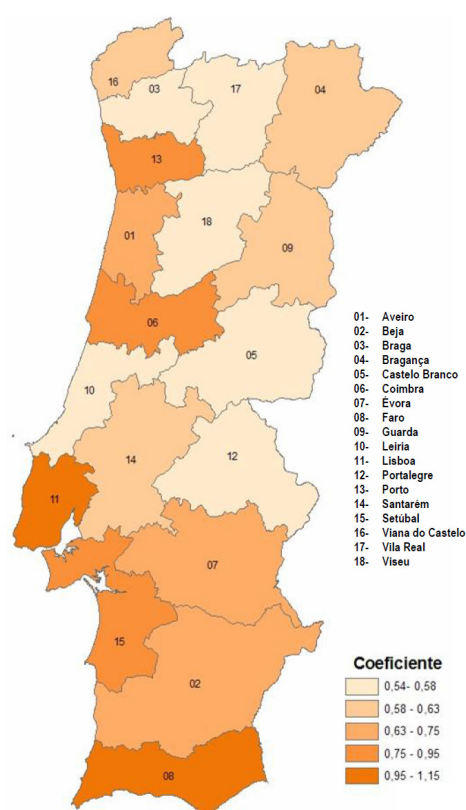 16
03
17
04
13
01
18
09
06
05
10
14
12
11
07
15
02
08
01- Aveiro
02- Beja
03- Braga
04- Bragança
05- Castelo Branco
06- Coimbra
07- Évora
08- Faro
09- Guarda
10- Leiria
11- Lisboa
12- Portalegre
13- Porto
14- Santarém
15- Setúbal
16- Viana do Castelo
17- Vila Real
18- Viseu
Coeficiente
0,54- 0,58
0,58 - 0,63
0,63 - 0,75
0,75 - 0,95
0,95 - 1,15